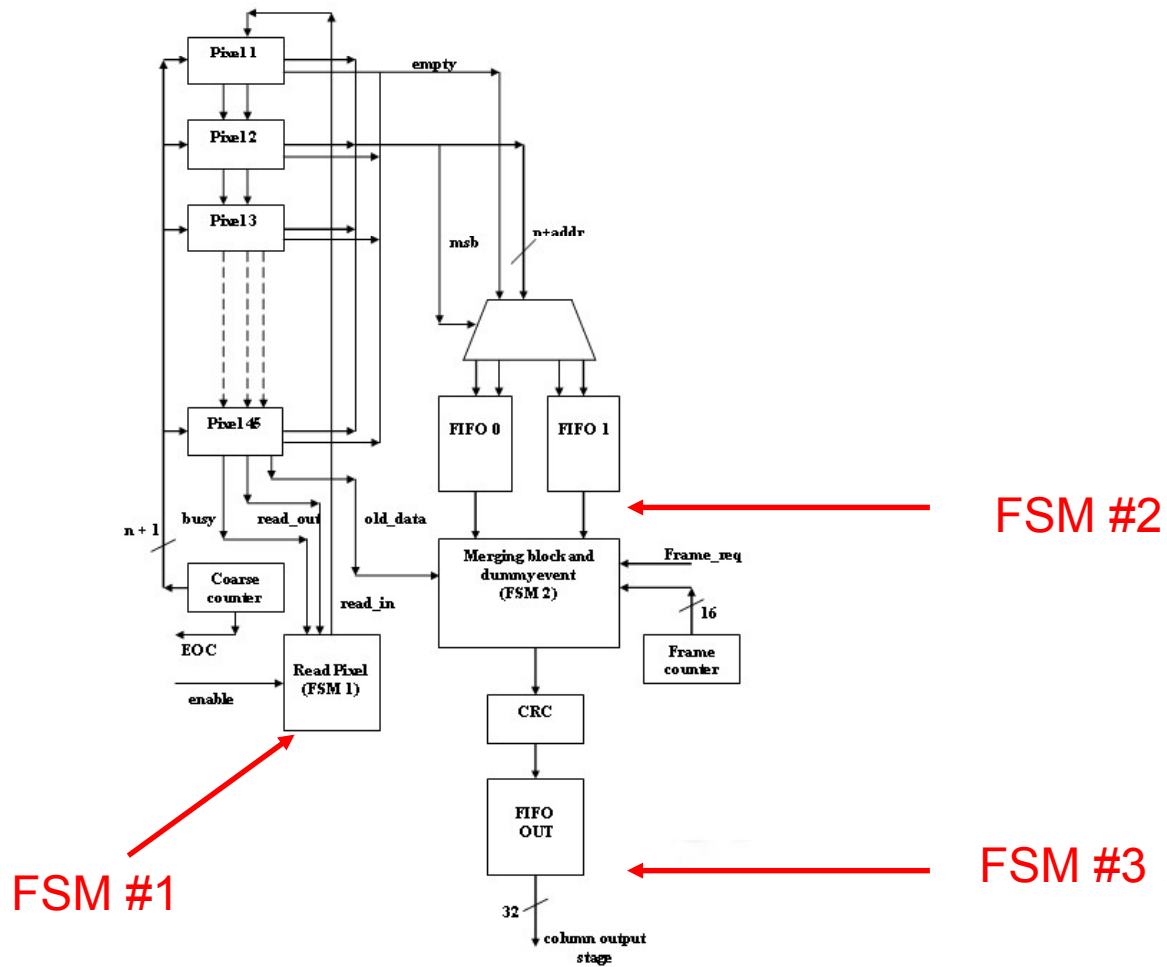 Pixel 1
empty
Pixel 2
Pixel 3
msb
n+addr
Pixel 45
FIFO 0
FIFO 1
FSM #2
busy
read_out
old_data
n + 1
Merging block and
dummy event
(FSM 2)
Frame_req
Coarse
counter
read_in
16
EOC
Read Pixel
(FSM 1)
Frame
counter
enable
CRC
FIFO
OUT
FSM #3
FSM #1
32
column output
stage